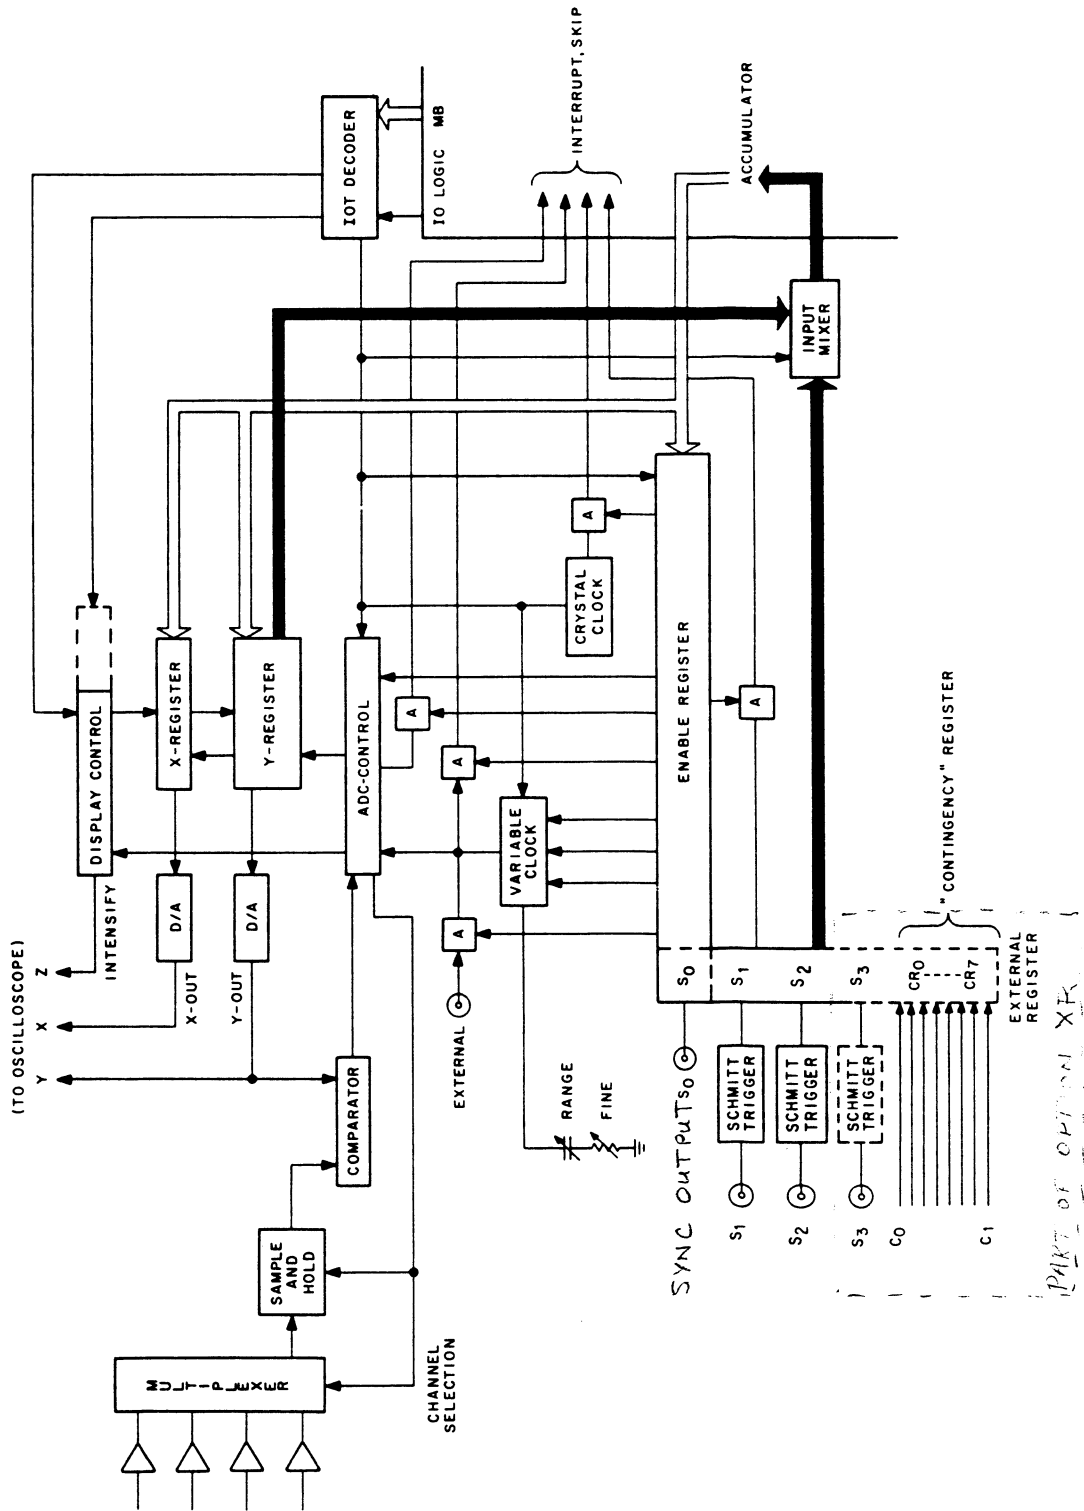 (TO OSCILLOSCOPE)
Y X Z
INTENSIFY
X-OUT
Y-OUT
D/A
D/A
DISPLAY CONTROL
X-REGISTER
Y-REGISTER
IOT DECODER
IO LOGIC MB
MULTIPLEXER
SAMPLE
AND
HOLD
COMPARATOR
ADC-CONTROL
CHANNEL
SELECTION
EXTERNAL
A
A
A
INTERRUPT, SKIP
RANGE
FINE
VARIABLE
CLOCK
CRYSTAL
CLOCK
A
ENABLE REGISTER
A
ACCUMULATOR
INPUT
MIXER
SYNC OUTPUTS0
S0
S1
SCHMITT
TRIGGER
S1
S2
SCHMITT
TRIGGER
S2
S3
SCHMITT
TRIGGER
S3
C0
C1
CR0
CR7
"CONTINGENCY" REGISTER
EXTERNAL
REGISTER
PART OF OPTION XR